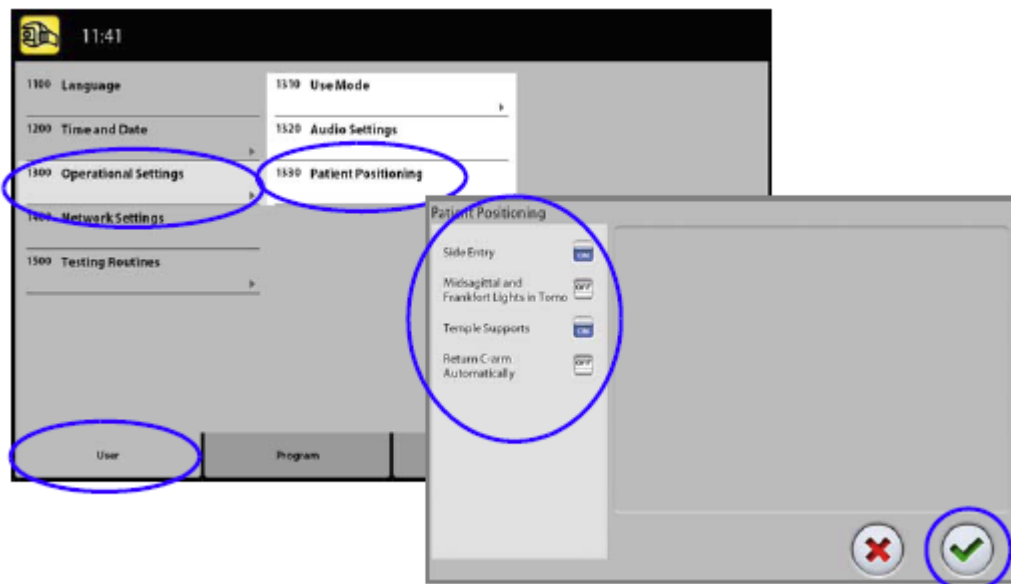 11:41
1100 Language
1310 Use Mode
1200 Time and Date
1320 Audio Settings
1300 Operational Settings
1330 Patient Positioning
1400 Network Settings
1500 Testing Routines
User
Program
Patient Positioning
Side Entry
ON
Midsagittal and
Frankfort Lights in Tomo
OFF
Temple Supports
ON
Return C-arm
Automatically
OFF